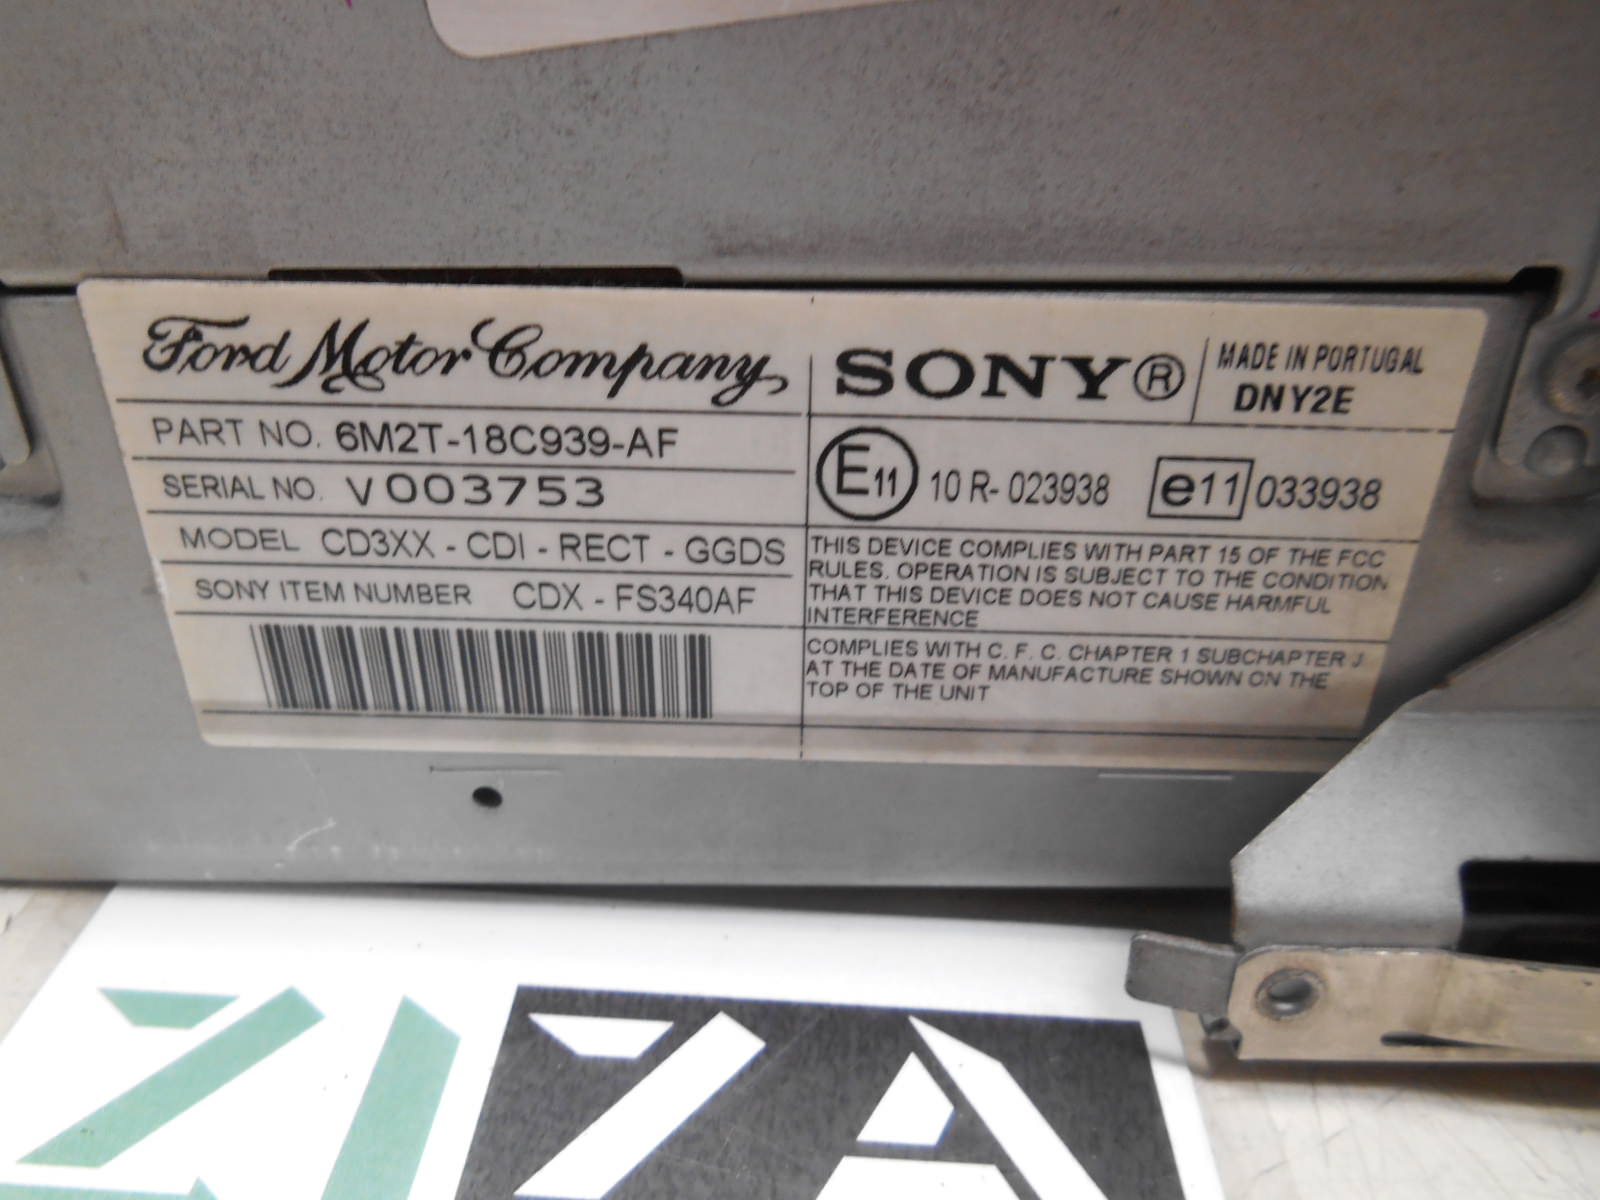 Ford Motor Company
PART NO. 6M2T-18C939-AF
SERIAL NO. V003753
MODEL CD3XX - CDI - RECT - GGDS
SONY ITEM NUMBER CDX - FS340AF
SONY® MADE IN PORTUGAL
DNY2E
E11 10 R- 023938 e11 033938
THIS DEVICE COMPLIES WITH PART 15 OF THE FCC
RULES. OPERATION IS SUBJECT TO THE CONDITION
THAT THIS DEVICE DOES NOT CAUSE HARMFUL
INTERFERENCE
COMPLIES WITH C. F. C. CHAPTER 1 SUBCHAPTER J
AT THE DATE OF MANUFACTURE SHOWN ON THE
TOP OF THE UNIT
ZIZA